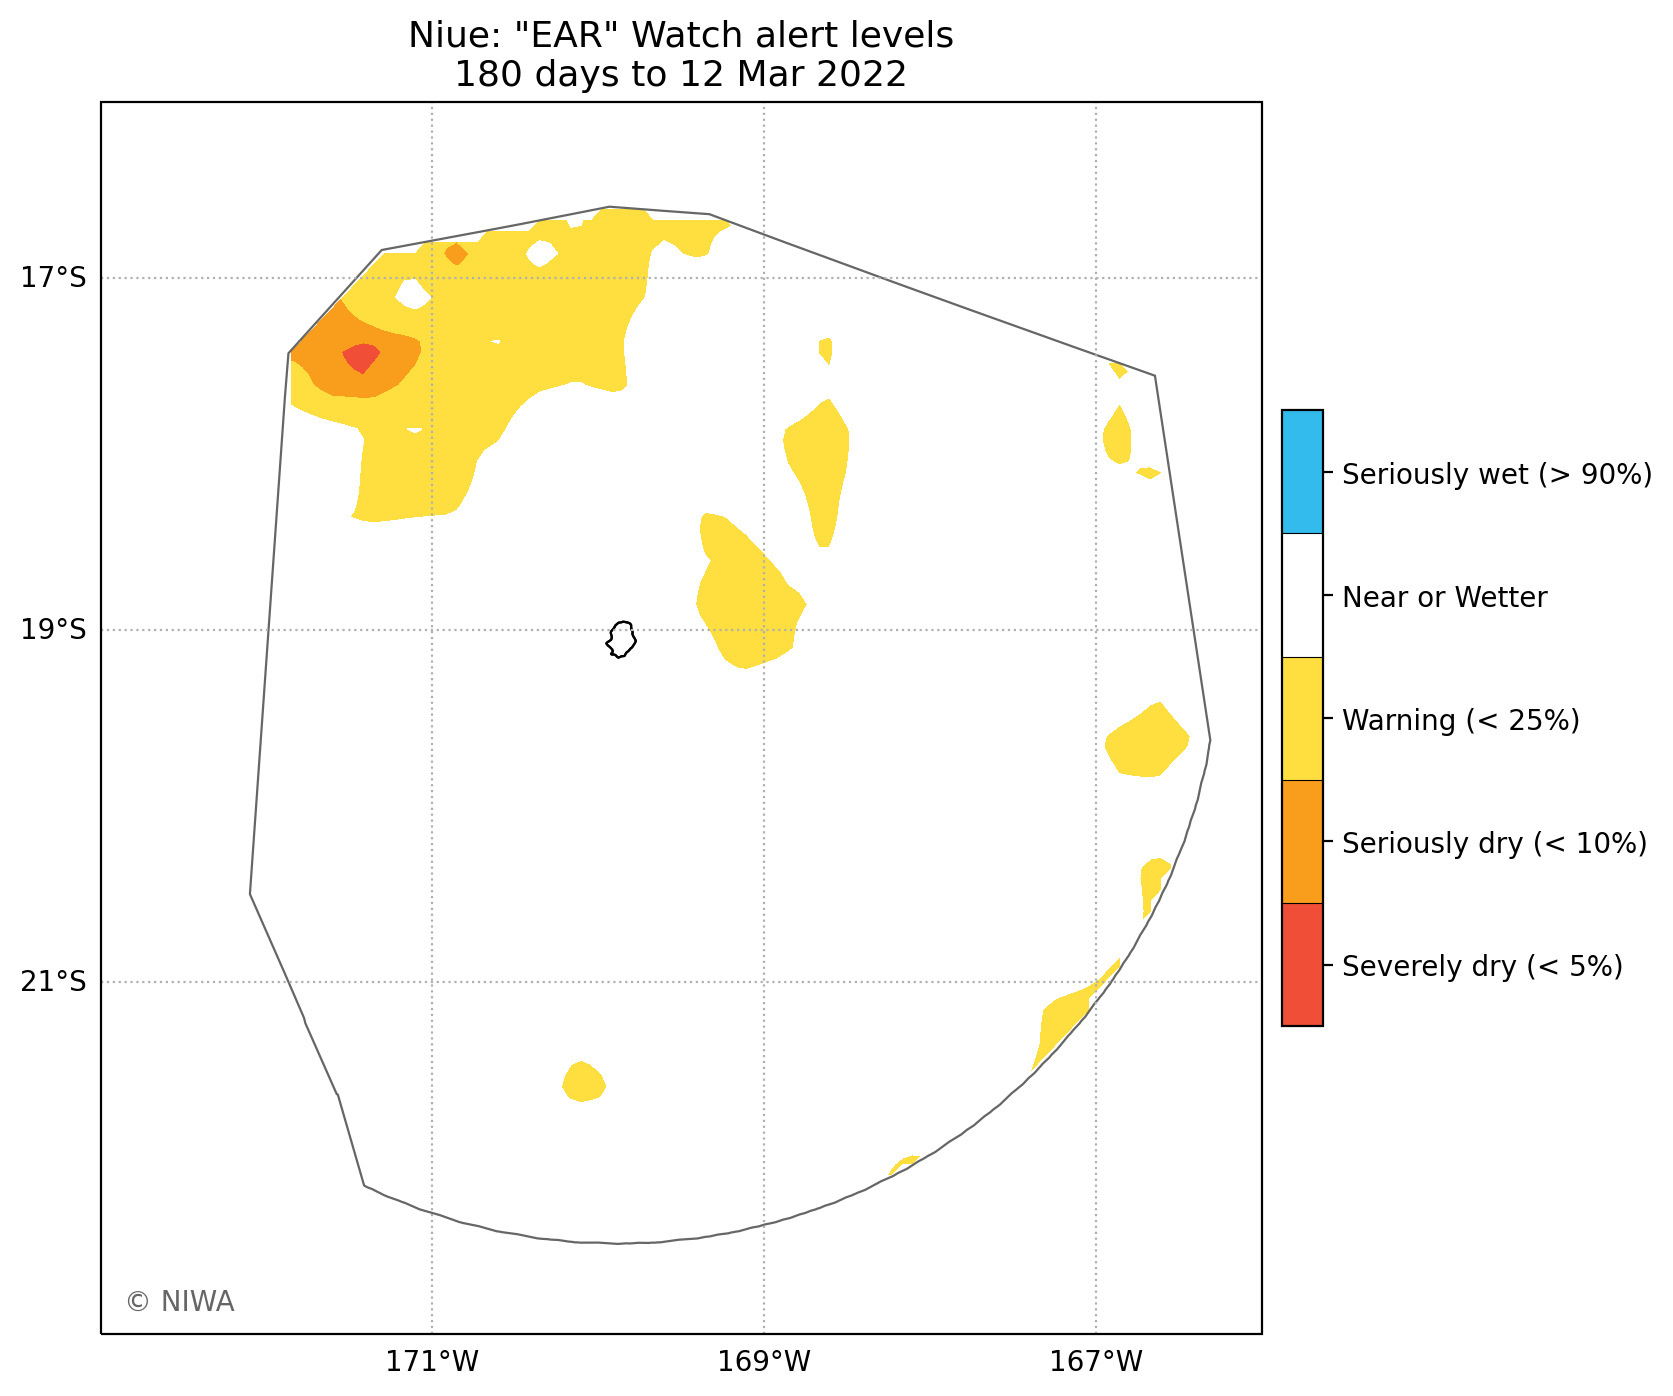 Niue: "EAR" Watch alert levels
180 days to 12 Mar 2022
17°S
19°S
21°S
171°W
169°W
167°W
Seriously wet (> 90%)
Near or Wetter
Warning (< 25%)
Seriously dry (< 10%)
Severely dry (< 5%)
© NIWA